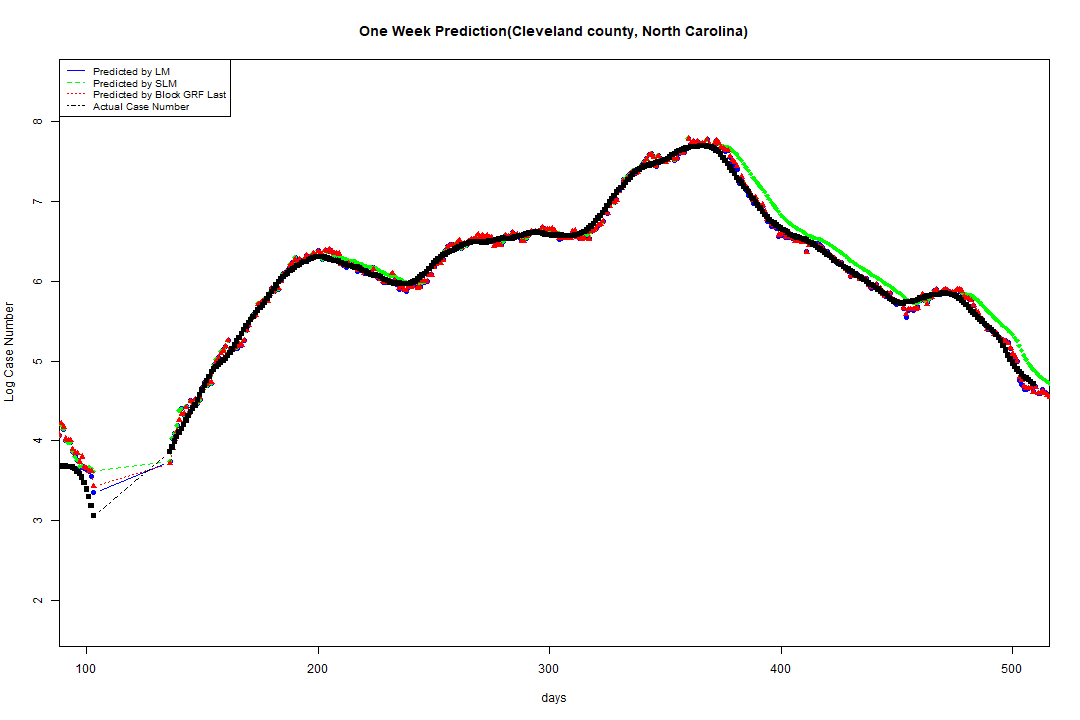 One Week Prediction(Cleveland county, North Carolina)
Predicted by LM
Predicted by SLM
Predicted by Block GRF Last
Actual Case Number
8
7
6
5
4
3
2
Log Case Number
100 200 300 400 500
days